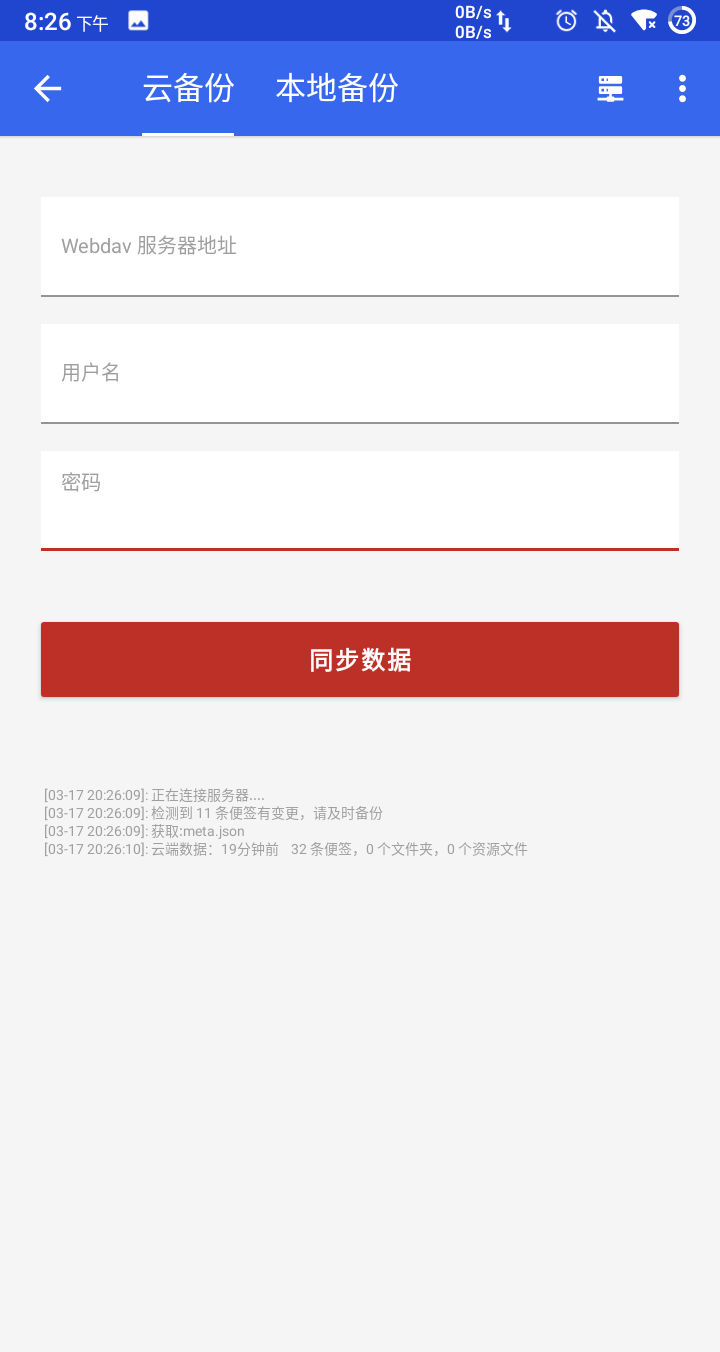 8:26 下午
0B/s
0B/s
73
云备份 本地备份
Webdav 服务器地址
用户名
密码
同步数据
[03-17 20:26:09]: 正在连接服务器....
[03-17 20:26:09]: 检测到 11 条便签有变更，请及时备份
[03-17 20:26:09]: 获取:meta.json
[03-17 20:26:10]: 云端数据：19分钟前 32 条便签，0 个文件夹，0 个资源文件